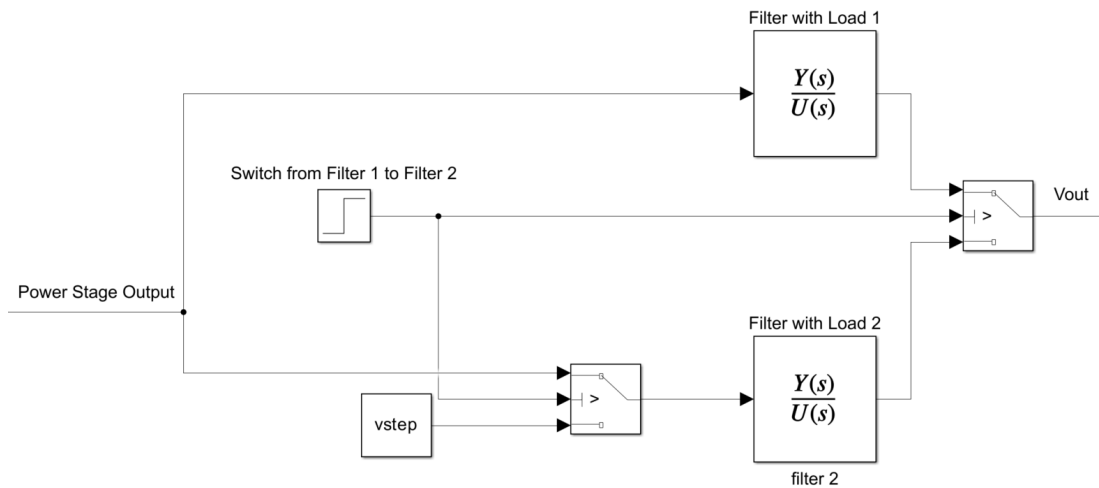 Filter with Load 1
Y(s)
U(s)
Switch from Filter 1 to Filter 2
>
Vout
Power Stage Output
Filter with Load 2
Y(s)
U(s)
>
vstep
filter 2